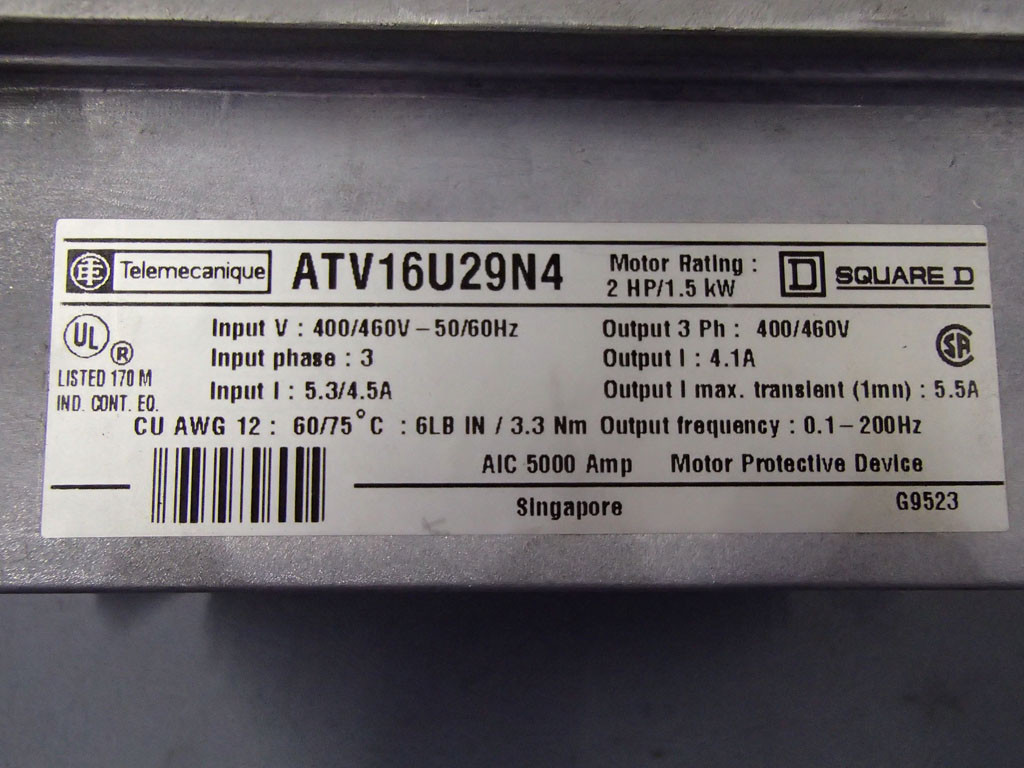 Telemecanique ATV16U29N4 Motor Rating : 2 HP/1.5 kW D SQUARE D
UL ® LISTED 170 M IND. CONT. EQ.
Input V : 400/460V – 50/60Hz Output 3 Ph : 400/460V
Input phase : 3 Output I : 4.1A
Input I : 5.3/4.5A Output I max. transient (1mn) : 5.5A
CU AWG 12 : 60/75°C : 6LB IN / 3.3 Nm Output frequency : 0.1 – 200Hz
AIC 5000 Amp Motor Protective Device
Singapore G9523
SA